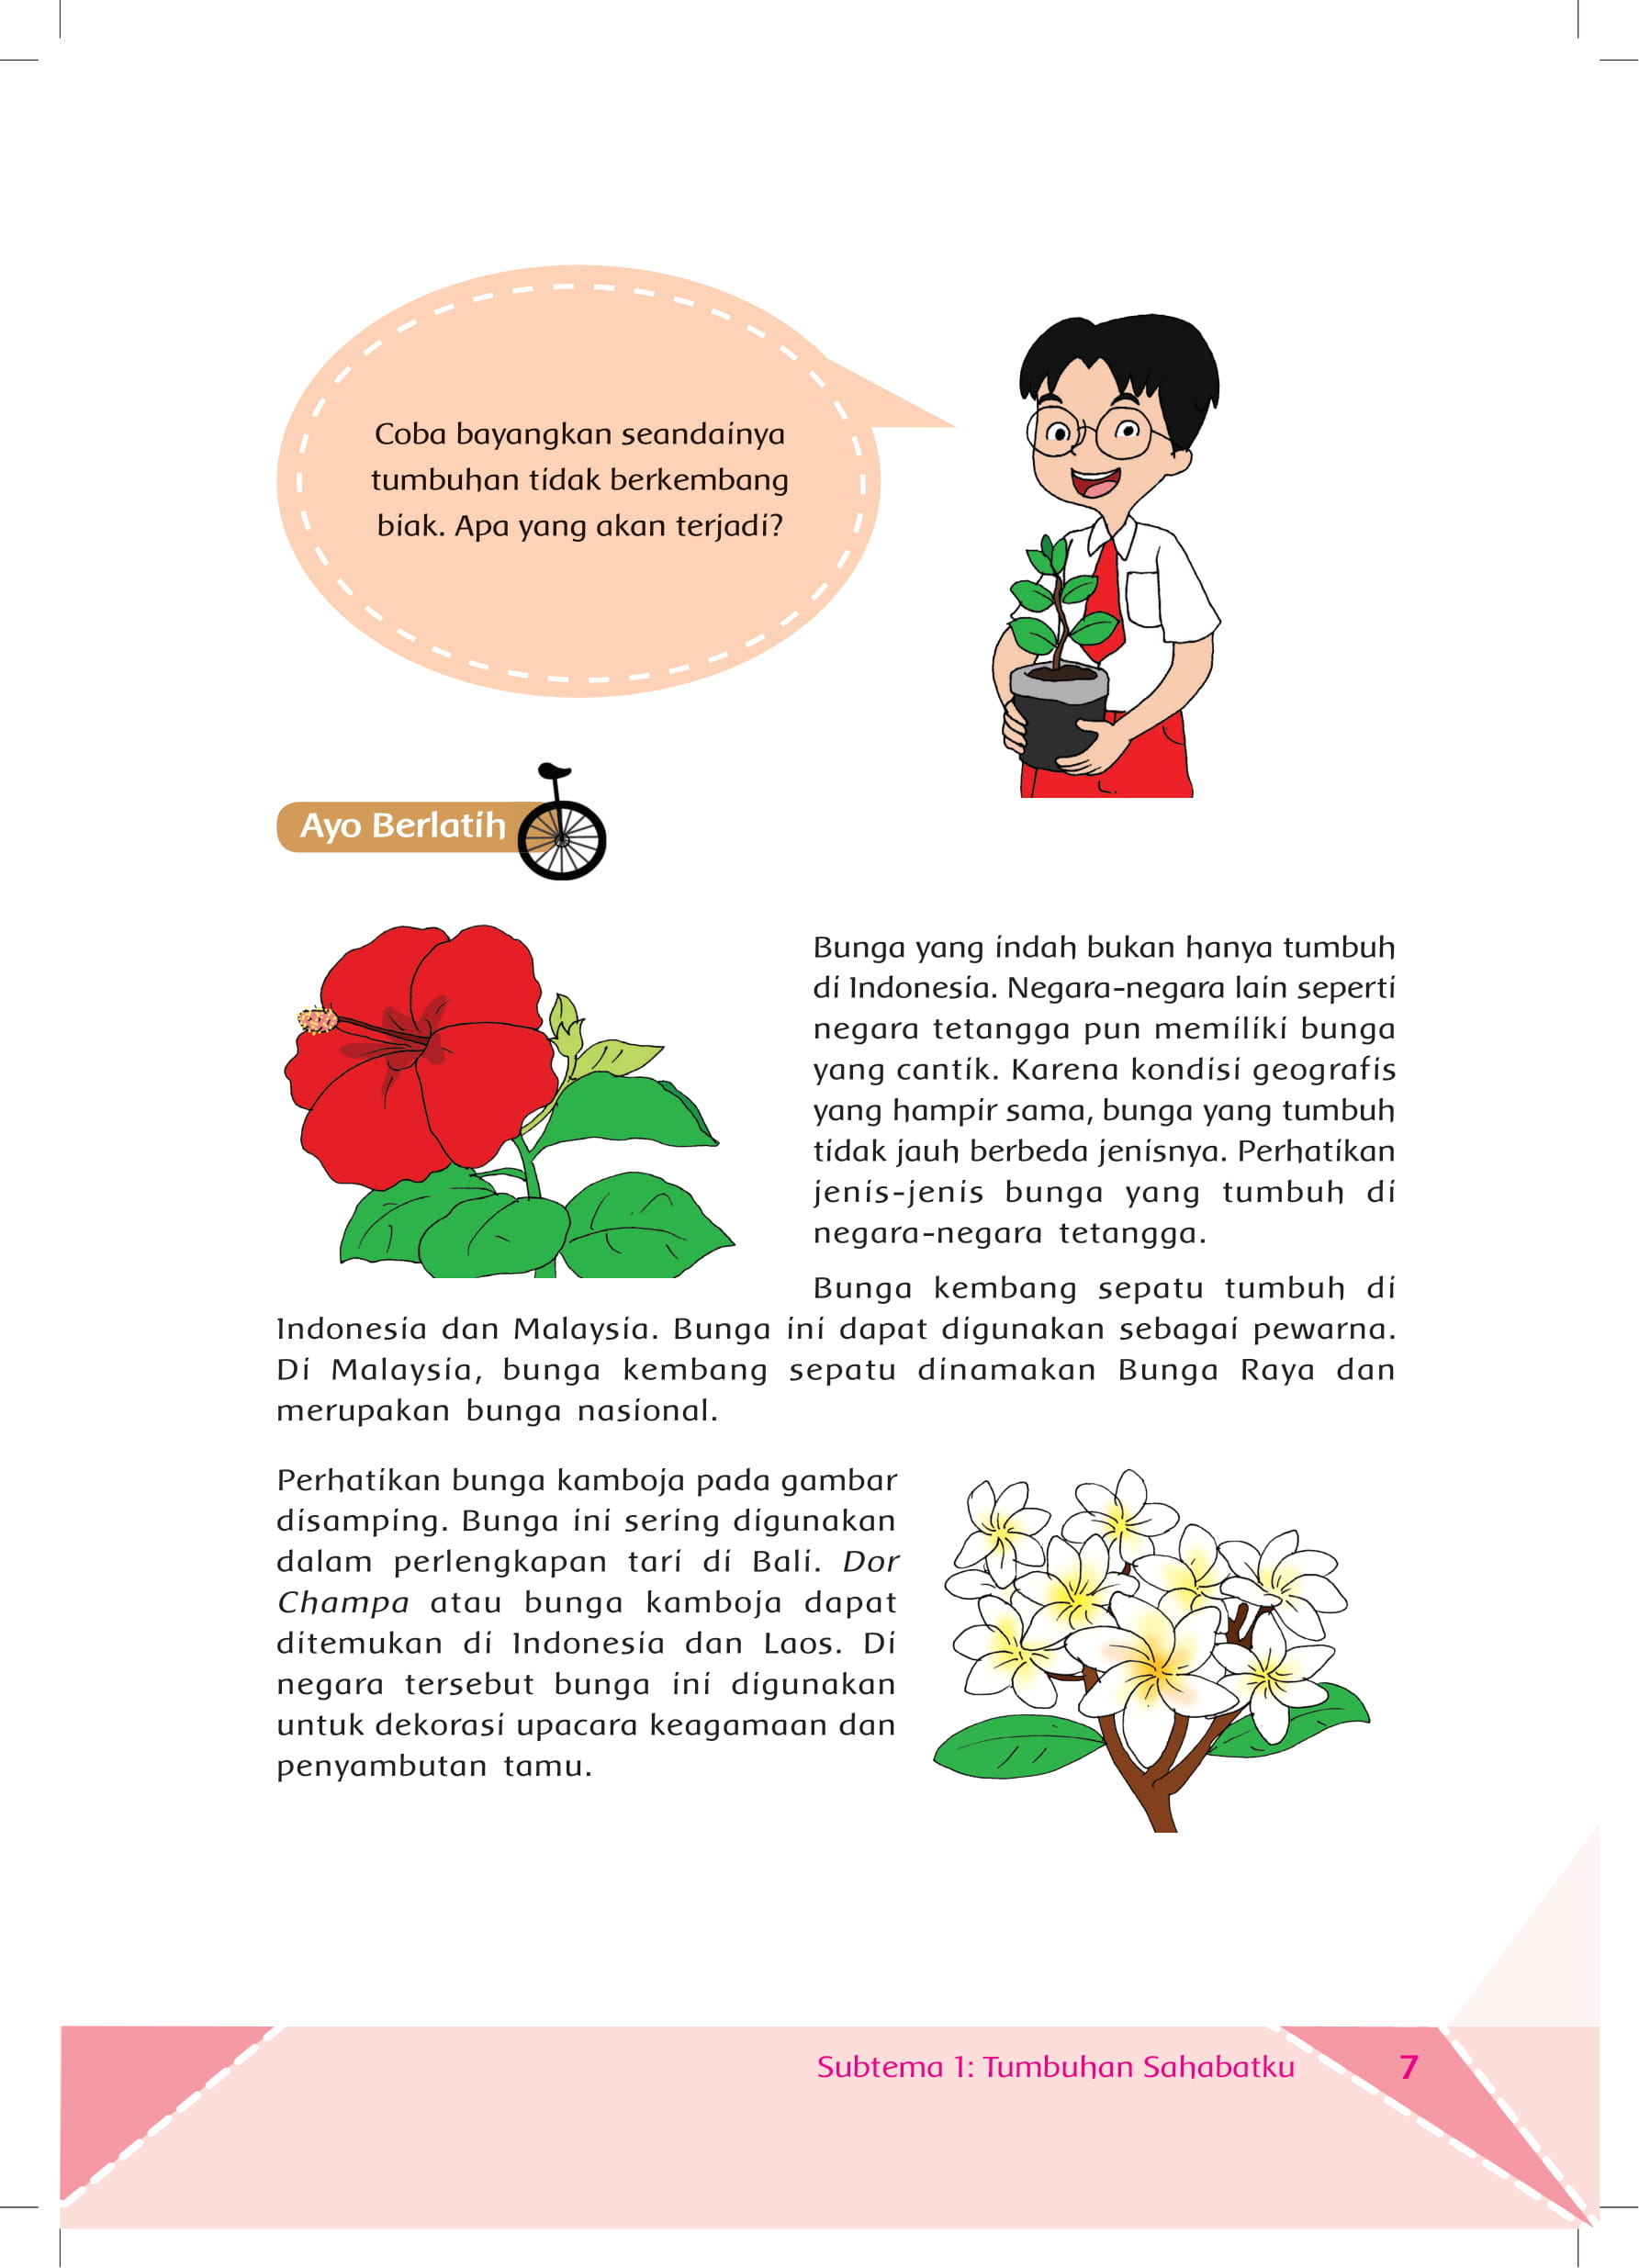 Coba bayangkan seandainya
tumbuhan tidak berkembang
biak. Apa yang akan terjadi?
Ayo Berlatih
Bunga yang indah bukan hanya tumbuh
di Indonesia. Negara-negara lain seperti
negara tetangga pun memiliki bunga
yang cantik. Karena kondisi geografis
yang hampir sama, bunga yang tumbuh
tidak jauh berbeda jenisnya. Perhatikan
jenis-jenis bunga yang tumbuh di
negara-negara tetangga.
Bunga kembang sepatu tumbuh di
Indonesia dan Malaysia. Bunga ini dapat digunakan sebagai pewarna.
Di Malaysia, bunga kembang sepatu dinamakan Bunga Raya dan
merupakan bunga nasional.
Perhatikan bunga kamboja pada gambar
disamping. Bunga ini sering digunakan
dalam perlengkapan tari di Bali. Dor
Champa atau bunga kamboja dapat
ditemukan di Indonesia dan Laos. Di
negara tersebut bunga ini digunakan
untuk dekorasi upacara keagamaan dan
penyambutan tamu.
Subtema 1: Tumbuhan Sahabatku 7